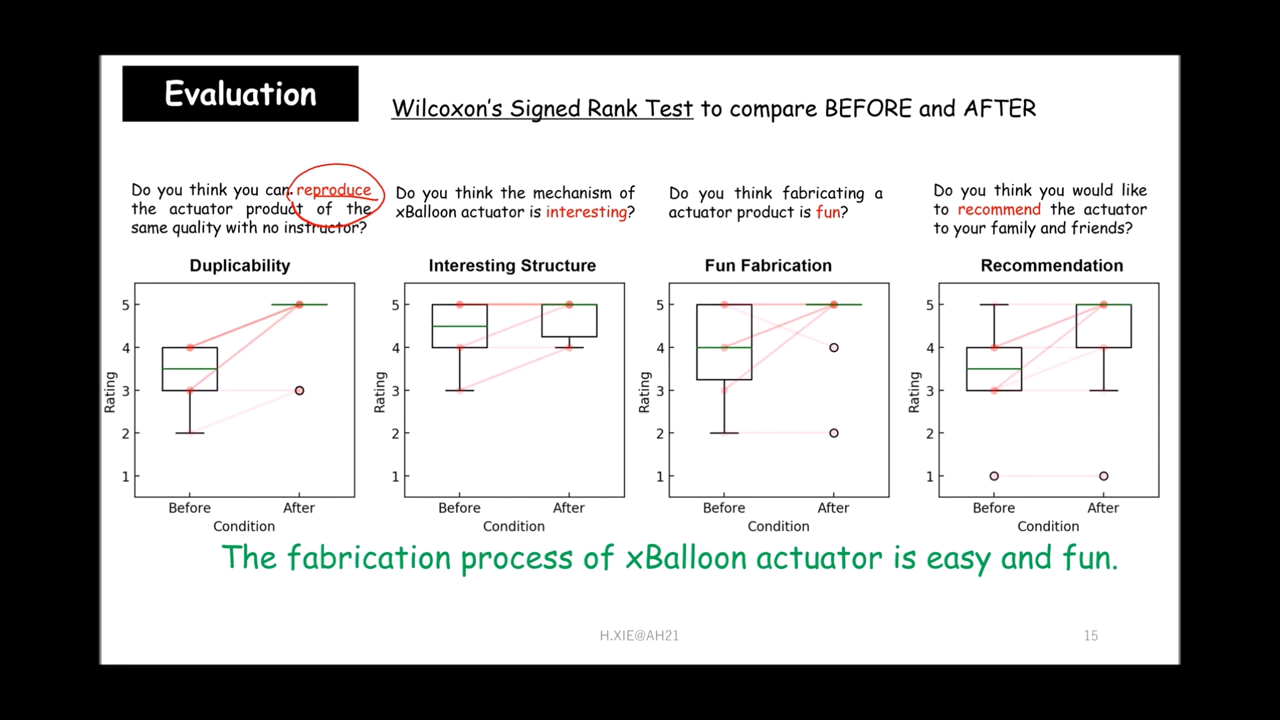 Evaluation
Wilcoxon's Signed Rank Test to compare BEFORE and AFTER
Do you think you can reproduce
the actuator product of the
same quality with no instructor?
Do you think the mechanism of
xBalloon actuator is interesting?
Do you think fabricating a
actuator product is fun?
Do you think you would like
to recommend the actuator
to your family and friends?
Duplicability
5
4
3
2
1
Rating
Before After
Condition
Interesting Structure
5
4
3
2
1
Rating
Before After
Condition
Fun Fabrication
5
4
3
2
1
Rating
Before After
Condition
Recommendation
5
4
3
2
1
Rating
Before After
Condition
The fabrication process of xBalloon actuator is easy and fun.
H.XIE@AH21
15